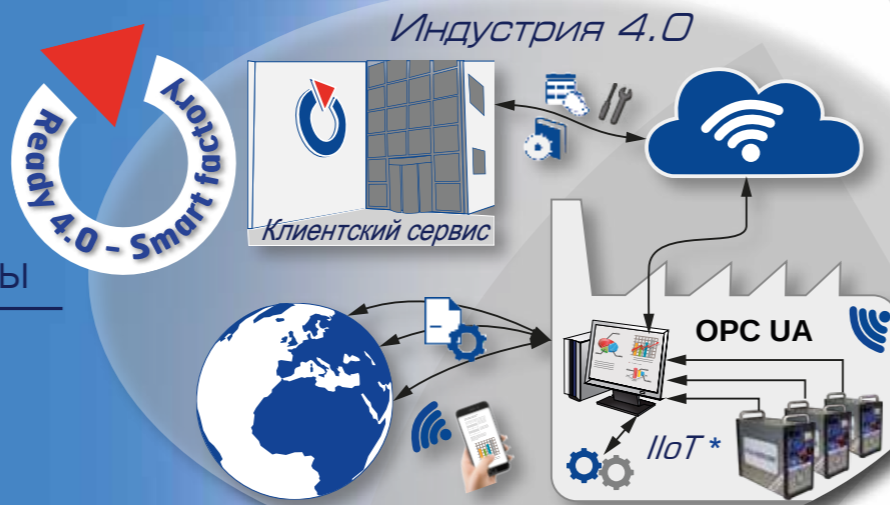 Индустрия 4.0
Ready 4.0 - Smart factory
Клиентский сервис
Ы
OPC UA
IIoT *